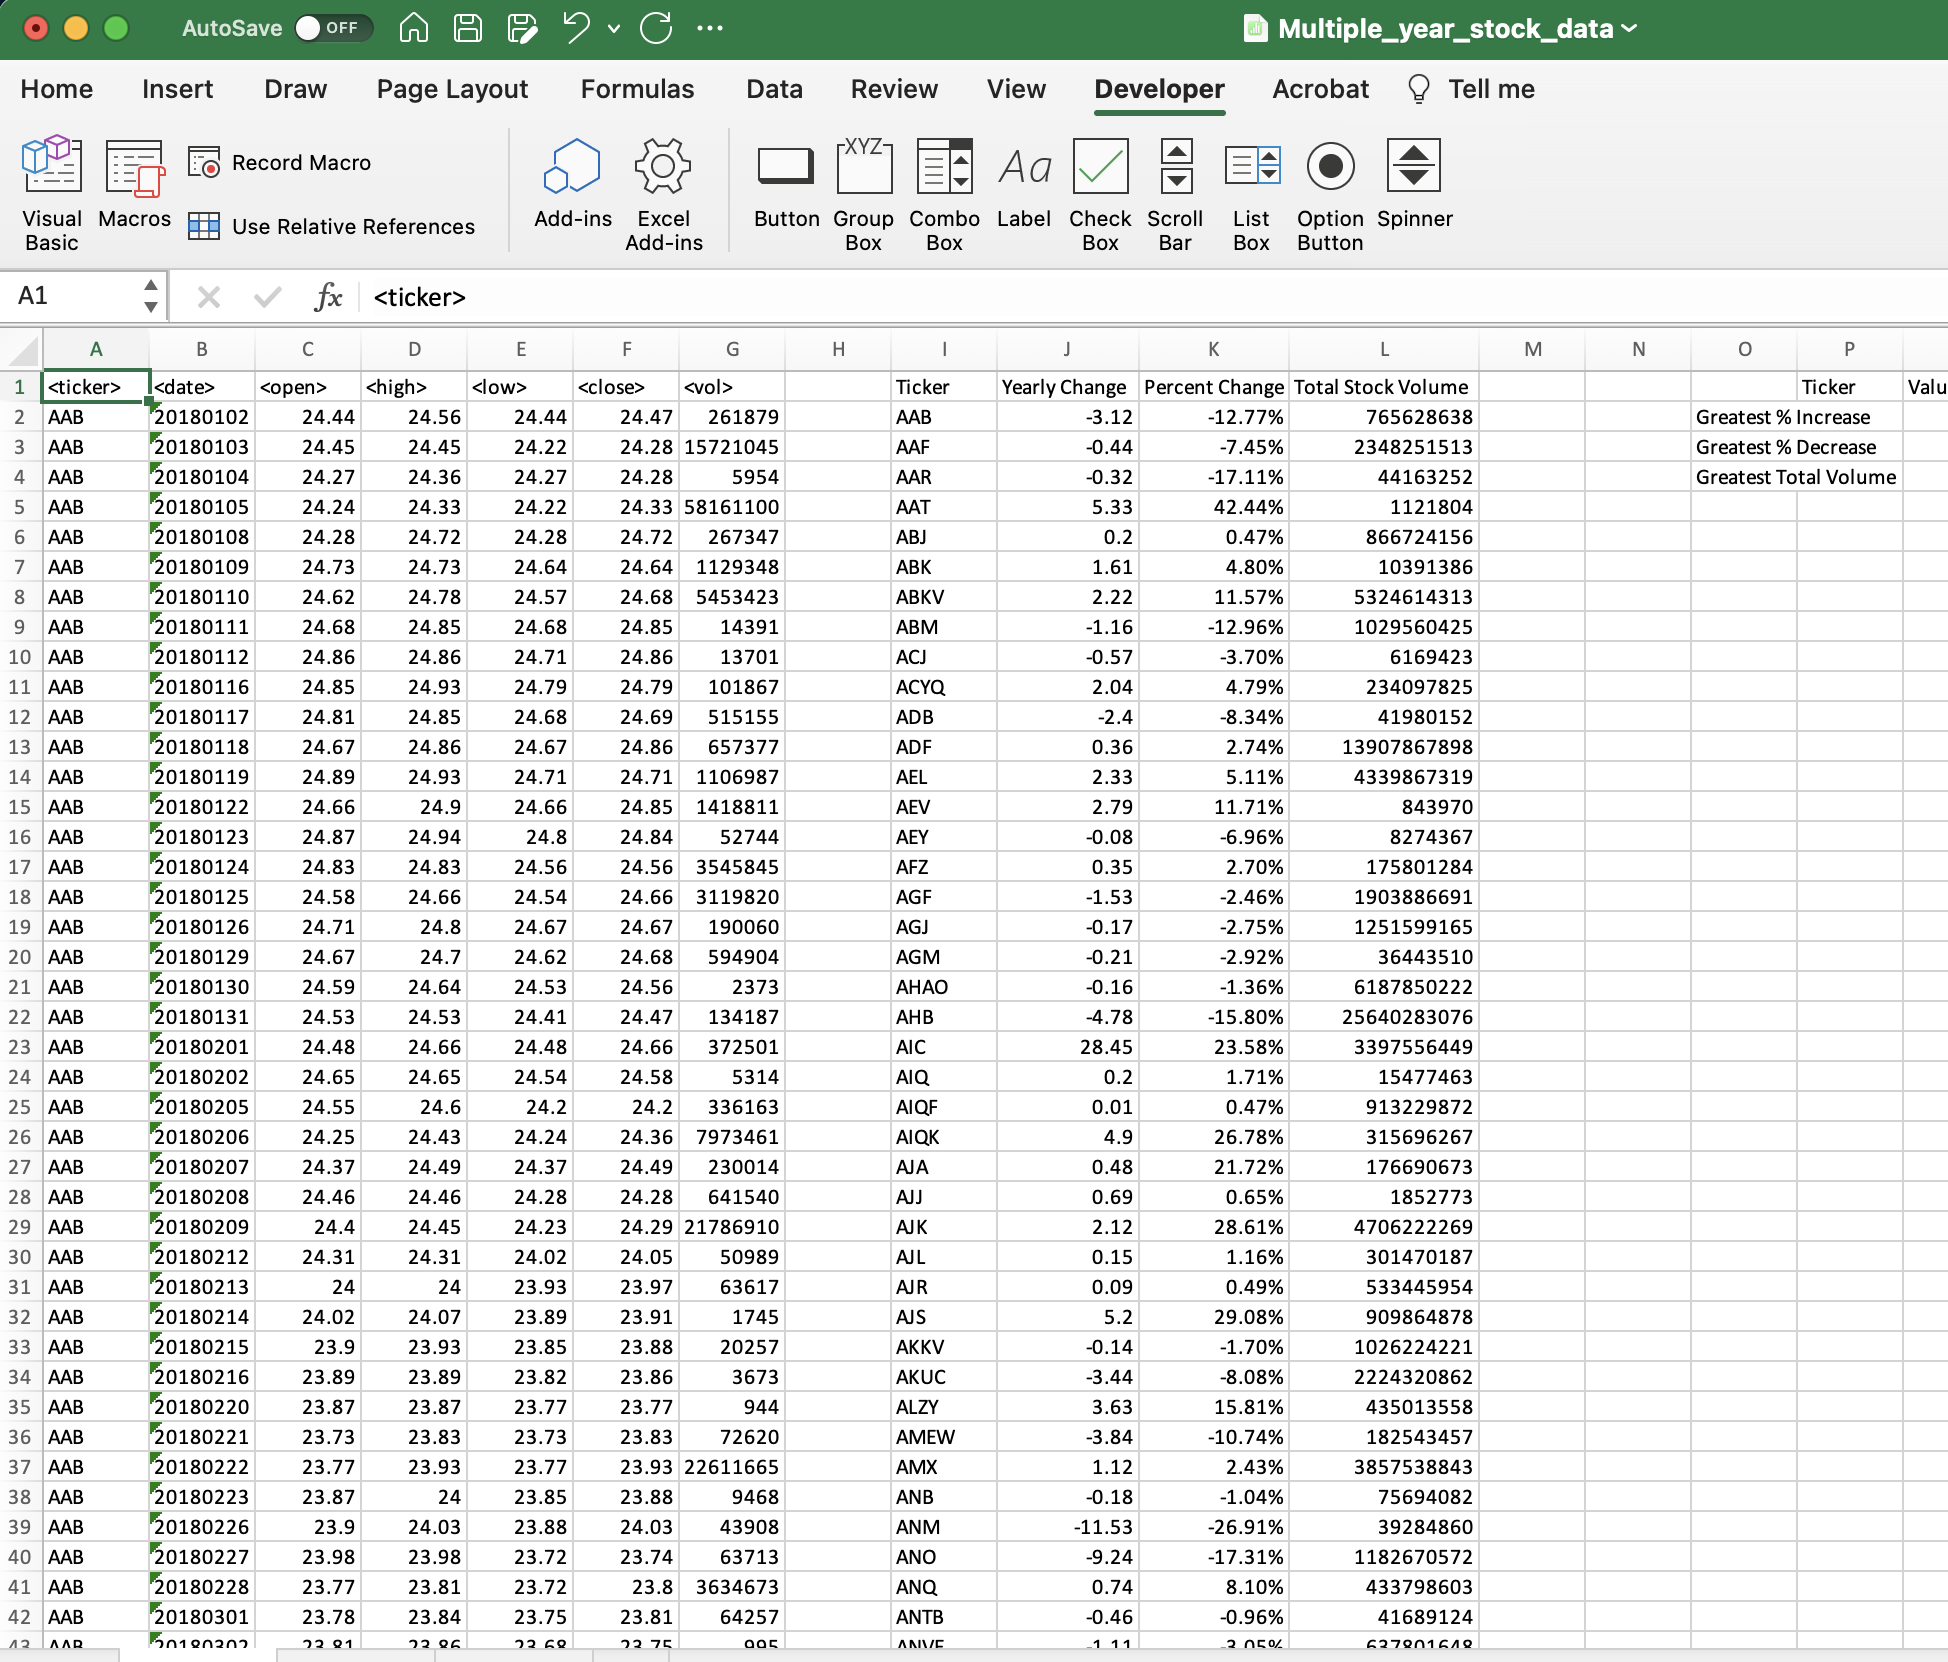 AutoSave OFF Multiple_year_stock_data
Home Insert Draw Page Layout Formulas Data Review View Developer Acrobat Tell me
Visual Basic Macros Record Macro Use Relative References Add-ins Excel Add-ins XYZ Aa Button Group Box Combo Box Label Check Box Scroll Bar List Box Option Button Spinner
A1 fx <ticker>
A B C D E F G H I J K L M N O P
1 <ticker> <date> <open> <high> <low> <close> <vol> Ticker Yearly Change Percent Change Total Stock Volume Ticker Valu
2 AAB 20180102 24.44 24.56 24.44 24.47 261879 AAB -3.12 -12.77% 765628638 Greatest % Increase
3 AAB 20180103 24.45 24.45 24.22 24.28 15721045 AAF -0.44 -7.45% 2348251513 Greatest % Decrease
4 AAB 20180104 24.27 24.36 24.27 24.28 5954 AAR -0.32 -17.11% 44163252 Greatest Total Volume
5 AAB 20180105 24.24 24.33 24.22 24.33 58161100 AAT 5.33 42.44% 1121804
6 AAB 20180108 24.28 24.72 24.28 24.72 267347 ABJ 0.2 0.47% 866724156
7 AAB 20180109 24.73 24.73 24.64 24.64 1129348 ABK 1.61 4.80% 10391386
8 AAB 20180110 24.62 24.78 24.57 24.68 5453423 ABKV 2.22 11.57% 5324614313
9 AAB 20180111 24.68 24.85 24.68 24.85 14391 ABM -1.16 -12.96% 1029560425
10 AAB 20180112 24.86 24.86 24.71 24.86 13701 ACJ -0.57 -3.70% 6169423
11 AAB 20180116 24.85 24.93 24.79 24.79 101867 ACYQ 2.04 4.79% 234097825
12 AAB 20180117 24.81 24.85 24.68 24.69 515155 ADB -2.4 -8.34% 41980152
13 AAB 20180118 24.67 24.86 24.67 24.86 657377 ADF 0.36 2.74% 13907867898
14 AAB 20180119 24.89 24.93 24.71 24.71 1106987 AEL 2.33 5.11% 4339867319
15 AAB 20180122 24.66 24.9 24.66 24.85 1418811 AEV 2.79 11.71% 843970
16 AAB 20180123 24.87 24.94 24.8 24.84 52744 AEY -0.08 -6.96% 8274367
17 AAB 20180124 24.83 24.83 24.56 24.56 3545845 AFZ 0.35 2.70% 175801284
18 AAB 20180125 24.58 24.66 24.54 24.66 3119820 AGF -1.53 -2.46% 1903886691
19 AAB 20180126 24.71 24.8 24.67 24.67 190060 AGJ -0.17 -2.75% 1251599165
20 AAB 20180129 24.67 24.7 24.62 24.68 594904 AGM -0.21 -2.92% 36443510
21 AAB 20180130 24.59 24.64 24.53 24.56 2373 AHAO -0.16 -1.36% 6187850222
22 AAB 20180131 24.53 24.53 24.41 24.47 134187 AHB -4.78 -15.80% 25640283076
23 AAB 20180201 24.48 24.66 24.48 24.66 372501 AIC 28.45 23.58% 3397556449
24 AAB 20180202 24.65 24.65 24.54 24.58 5314 AIQ 0.2 1.71% 15477463
25 AAB 20180205 24.55 24.6 24.2 24.2 336163 AIQF 0.01 0.47% 913229872
26 AAB 20180206 24.25 24.43 24.24 24.36 7973461 AIQK 4.9 26.78% 315696267
27 AAB 20180207 24.37 24.49 24.37 24.49 230014 AJA 0.48 21.72% 176690673
28 AAB 20180208 24.46 24.46 24.28 24.28 641540 AJJ 0.69 0.65% 1852773
29 AAB 20180209 24.4 24.45 24.23 24.29 21786910 AJK 2.12 28.61% 4706222269
30 AAB 20180212 24.31 24.31 24.02 24.05 50989 AJL 0.15 1.16% 301470187
31 AAB 20180213 24 24 23.93 23.97 63617 AJR 0.09 0.49% 533445954
32 AAB 20180214 24.02 24.07 23.89 23.91 1745 AJS 5.2 29.08% 909864878
33 AAB 20180215 23.9 23.93 23.85 23.88 20257 AKKV -0.14 -1.70% 1026224221
34 AAB 20180216 23.89 23.89 23.82 23.86 3673 AKUC -3.44 -8.08% 2224320862
35 AAB 20180220 23.87 23.87 23.77 23.77 944 ALZY 3.63 15.81% 435013558
36 AAB 20180221 23.73 23.83 23.73 23.83 72620 AMEW -3.84 -10.74% 182543457
37 AAB 20180222 23.77 23.93 23.77 23.93 22611665 AMX 1.12 2.43% 3857538843
38 AAB 20180223 23.87 24 23.85 23.88 9468 ANB -0.18 -1.04% 75694082
39 AAB 20180226 23.9 24.03 23.88 24.03 43908 ANM -11.53 -26.91% 39284860
40 AAB 20180227 23.98 23.98 23.72 23.74 63713 ANO -9.24 -17.31% 1182670572
41 AAB 20180228 23.77 23.81 23.72 23.8 3634673 ANQ 0.74 8.10% 433798603
42 AAB 20180301 23.78 23.84 23.75 23.81 64257 ANTB -0.46 -0.96% 41689124
43 AAB 20180302 23.81 23.86 23.68 23.75 995 ANVE -1.11 -3.05% 637801648